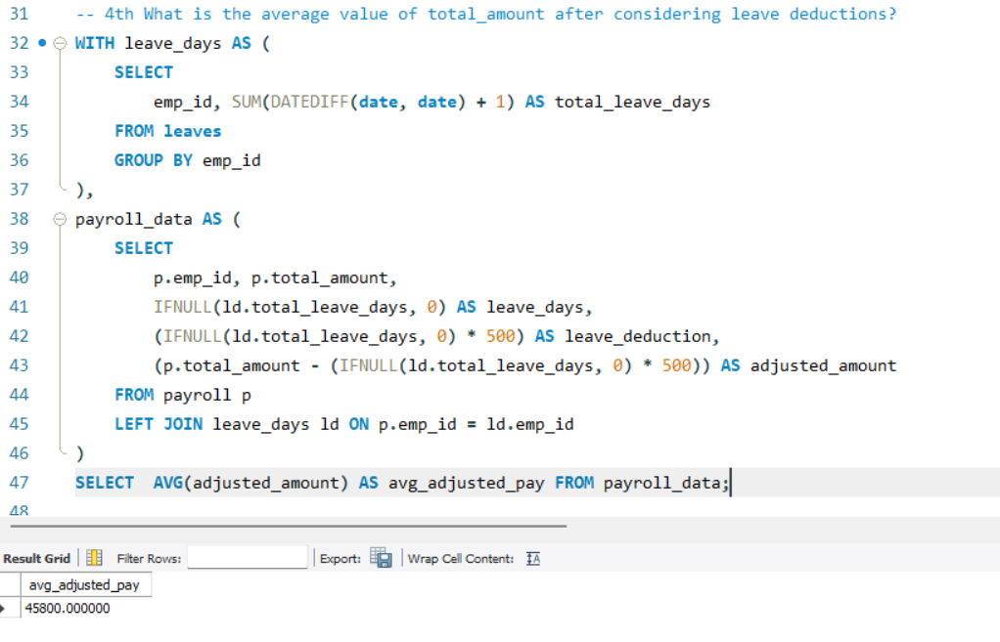 31 -- 4th What is the average value of total_amount after considering leave deductions?
32 WITH leave_days AS (
33 SELECT
34 emp_id, SUM(DATEDIFF(date, date) + 1) AS total_leave_days
35 FROM leaves
36 GROUP BY emp_id
37 ),
38 payroll_data AS (
39 SELECT
40 p.emp_id, p.total_amount,
41 IFNULL(ld.total_leave_days, 0) AS leave_days,
42 (IFNULL(ld.total_leave_days, 0) * 500) AS leave_deduction,
43 (p.total_amount - (IFNULL(ld.total_leave_days, 0) * 500)) AS adjusted_amount
44 FROM payroll p
45 LEFT JOIN leave_days ld ON p.emp_id = ld.emp_id
46 )
47 SELECT AVG(adjusted_amount) AS avg_adjusted_pay FROM payroll_data;
48
Result Grid Filter Rows: Export: Wrap Cell Content: IA
avg_adjusted_pay
45800.000000